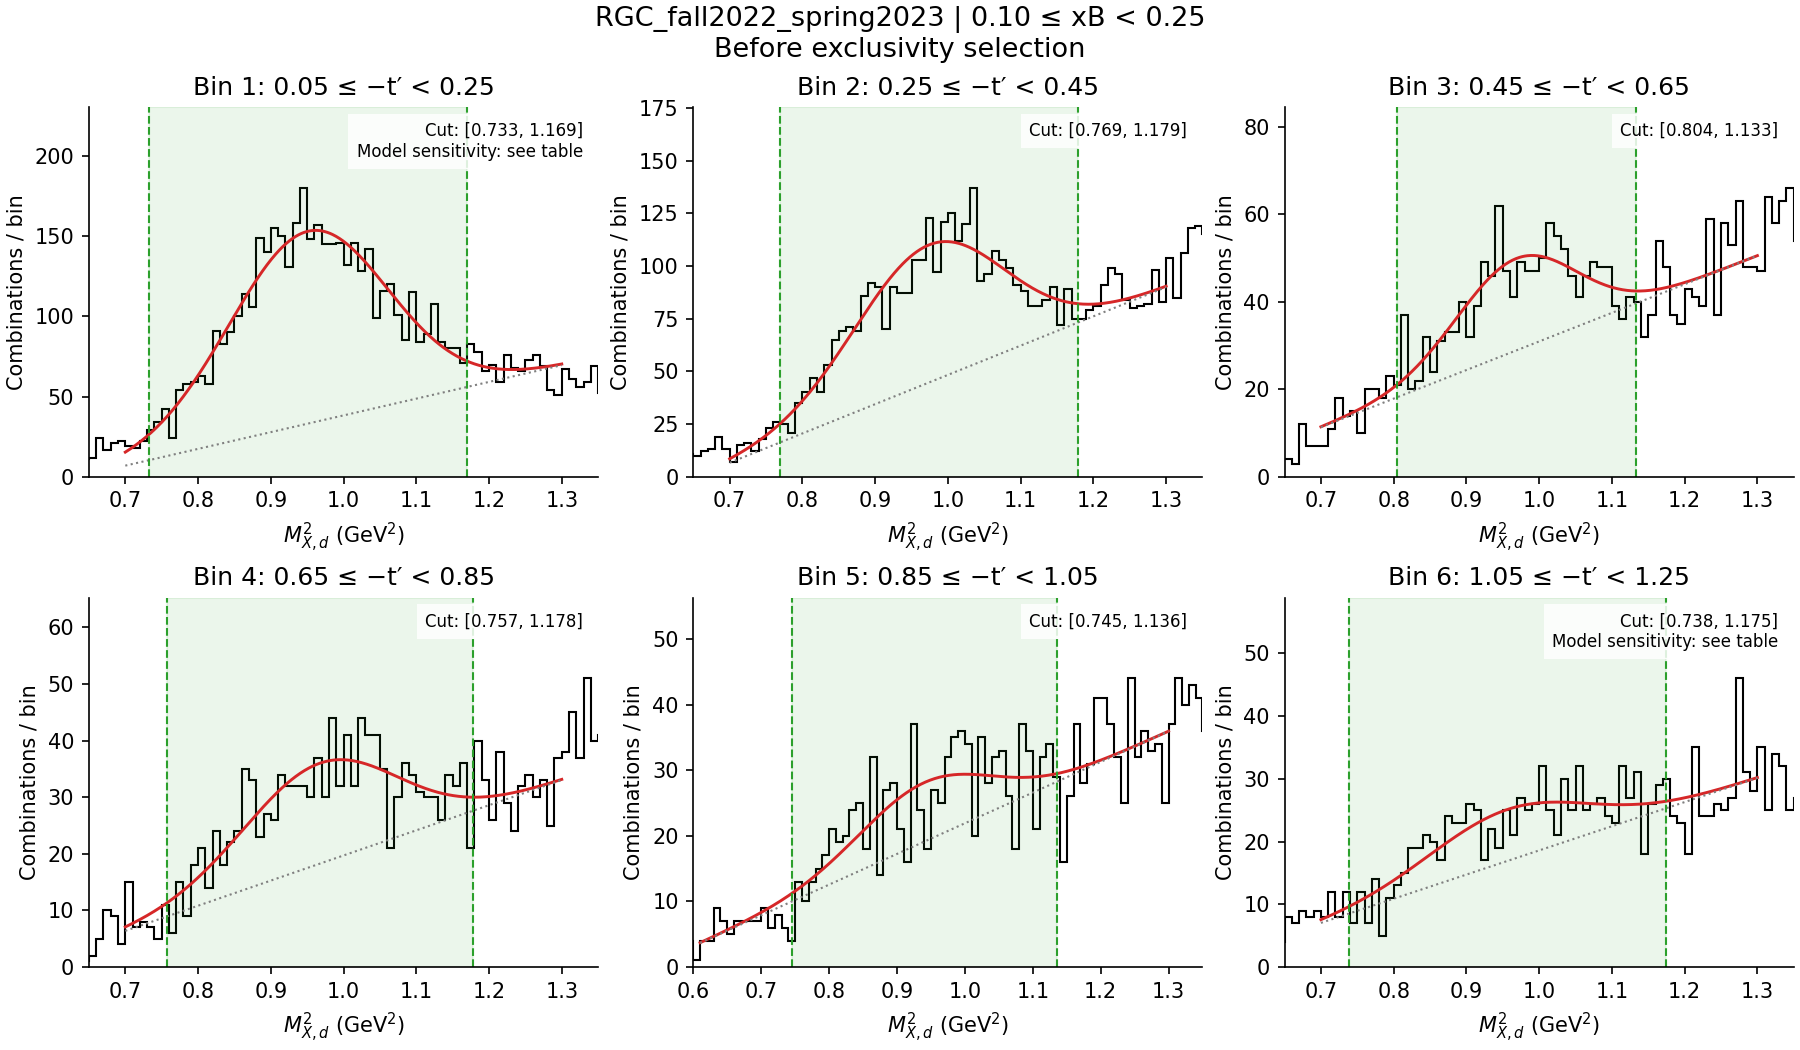 RGC_fall2022_spring2023 | 0.10 ≤ xB < 0.25
Before exclusivity selection
Bin 1: 0.05 ≤ −t′ < 0.25
Cut: [0.733, 1.169]
Model sensitivity: see table
Combinations / bin
0
50
100
150
200
0.7 0.8 0.9 1.0 1.1 1.2 1.3
M²X,d (GeV²)
Bin 2: 0.25 ≤ −t′ < 0.45
Cut: [0.769, 1.179]
Combinations / bin
0
25
50
75
100
125
150
175
0.7 0.8 0.9 1.0 1.1 1.2 1.3
M²X,d (GeV²)
Bin 3: 0.45 ≤ −t′ < 0.65
Cut: [0.804, 1.133]
Combinations / bin
0
20
40
60
80
0.7 0.8 0.9 1.0 1.1 1.2 1.3
M²X,d (GeV²)
Bin 4: 0.65 ≤ −t′ < 0.85
Cut: [0.757, 1.178]
Combinations / bin
0
10
20
30
40
50
60
0.7 0.8 0.9 1.0 1.1 1.2 1.3
M²X,d (GeV²)
Bin 5: 0.85 ≤ −t′ < 1.05
Cut: [0.745, 1.136]
Combinations / bin
0
10
20
30
40
50
0.6 0.7 0.8 0.9 1.0 1.1 1.2 1.3
M²X,d (GeV²)
Bin 6: 1.05 ≤ −t′ < 1.25
Cut: [0.738, 1.175]
Model sensitivity: see table
Combinations / bin
0
10
20
30
40
50
0.7 0.8 0.9 1.0 1.1 1.2 1.3
M²X,d (GeV²)